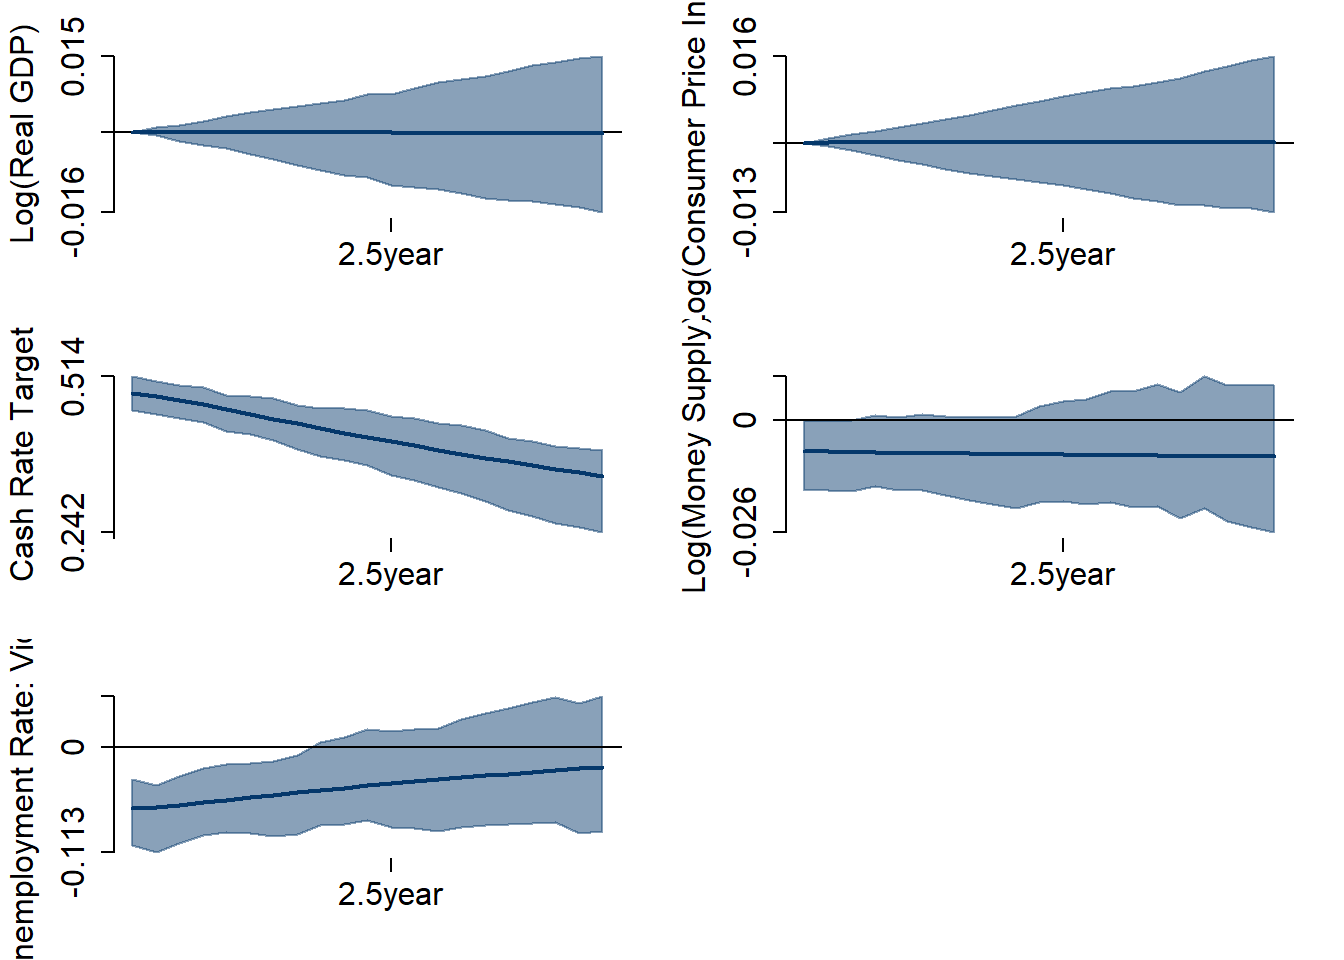 Log(Real GDP)
0.015
-0.016
2.5year
Log(Consumer Price In
0.016
-0.013
2.5year
Cash Rate Target
0.514
0.242
2.5year
Log(Money Supply)
0
-0.026
2.5year
nemployment Rate: Vic
0
-0.113
2.5year